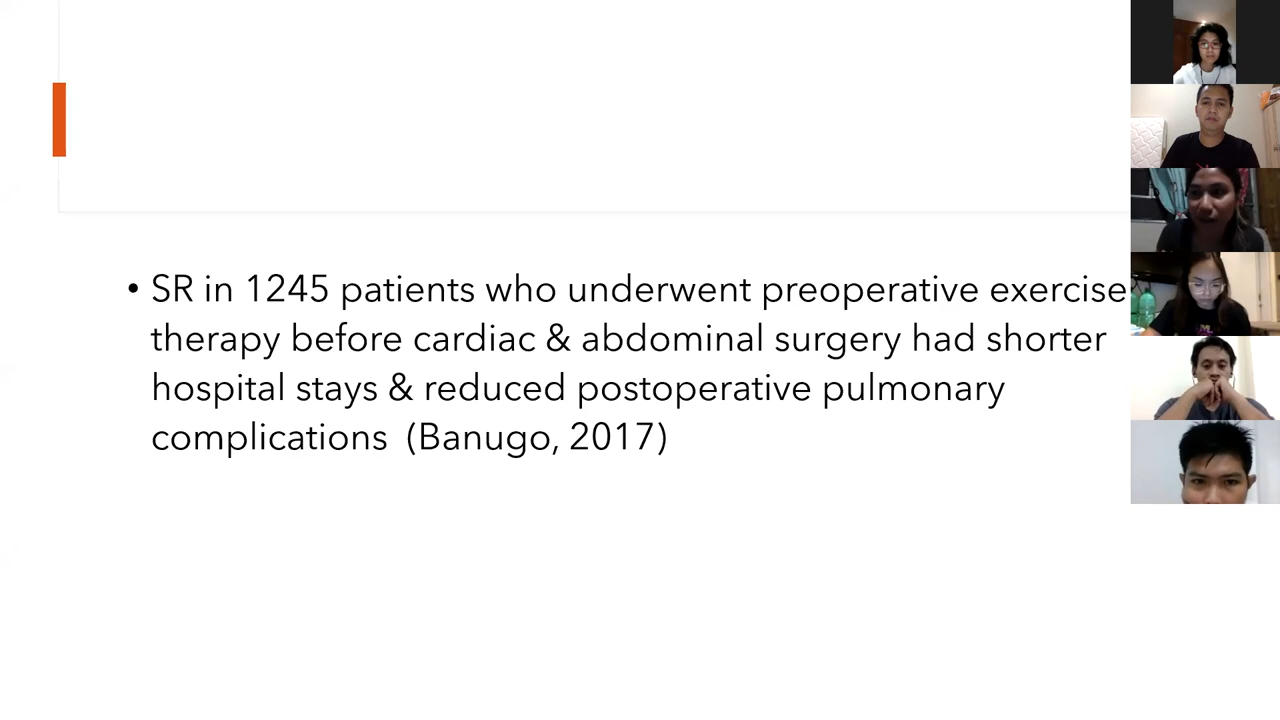 • SR in 1245 patients who underwent preoperative exercise
therapy before cardiac & abdominal surgery had shorter
hospital stays & reduced postoperative pulmonary
complications  (Banugo, 2017)